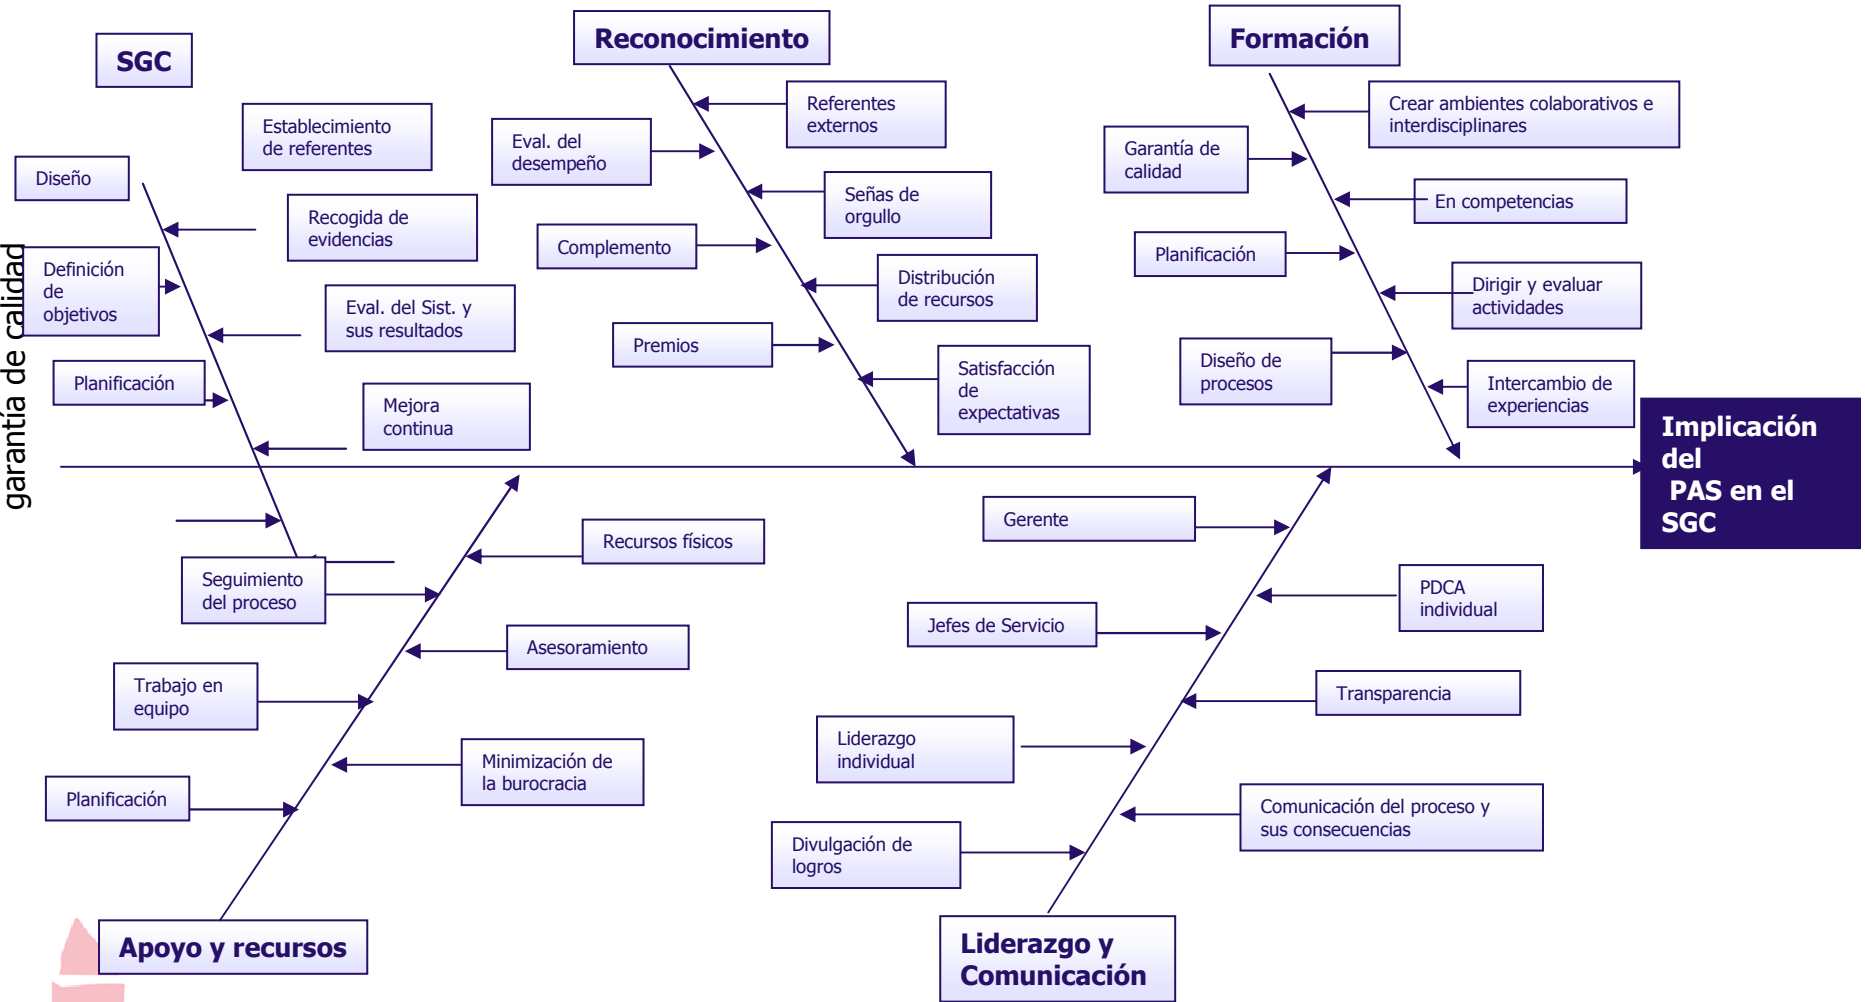 SGC
Reconocimiento
Formación
Establecimiento
de referentes
Diseño
Recogida de
evidencias
Definición
de
objetivos
Eval. del Sist. y
sus resultados
Planificación
Mejora
continua
garantía de calidad
Referentes
externos
Eval. del
desempeño
Señas de
orgullo
Complemento
Distribución
de recursos
Premios
Satisfacción
de
expectativas
Crear ambientes colaborativos e
interdisciplinares
Garantía de
calidad
En competencias
Planificación
Dirigir y evaluar
actividades
Diseño de
procesos
Intercambio de
experiencias
Implicación
del
PAS en el
SGC
Recursos físicos
Seguimiento
del proceso
Asesoramiento
Trabajo en
equipo
Minimización de
la burocracia
Planificación
Apoyo y recursos
Gerente
PDCA
individual
Jefes de Servicio
Transparencia
Liderazgo
individual
Comunicación del proceso y
sus consecuencias
Divulgación de
logros
Liderazgo y
Comunicación